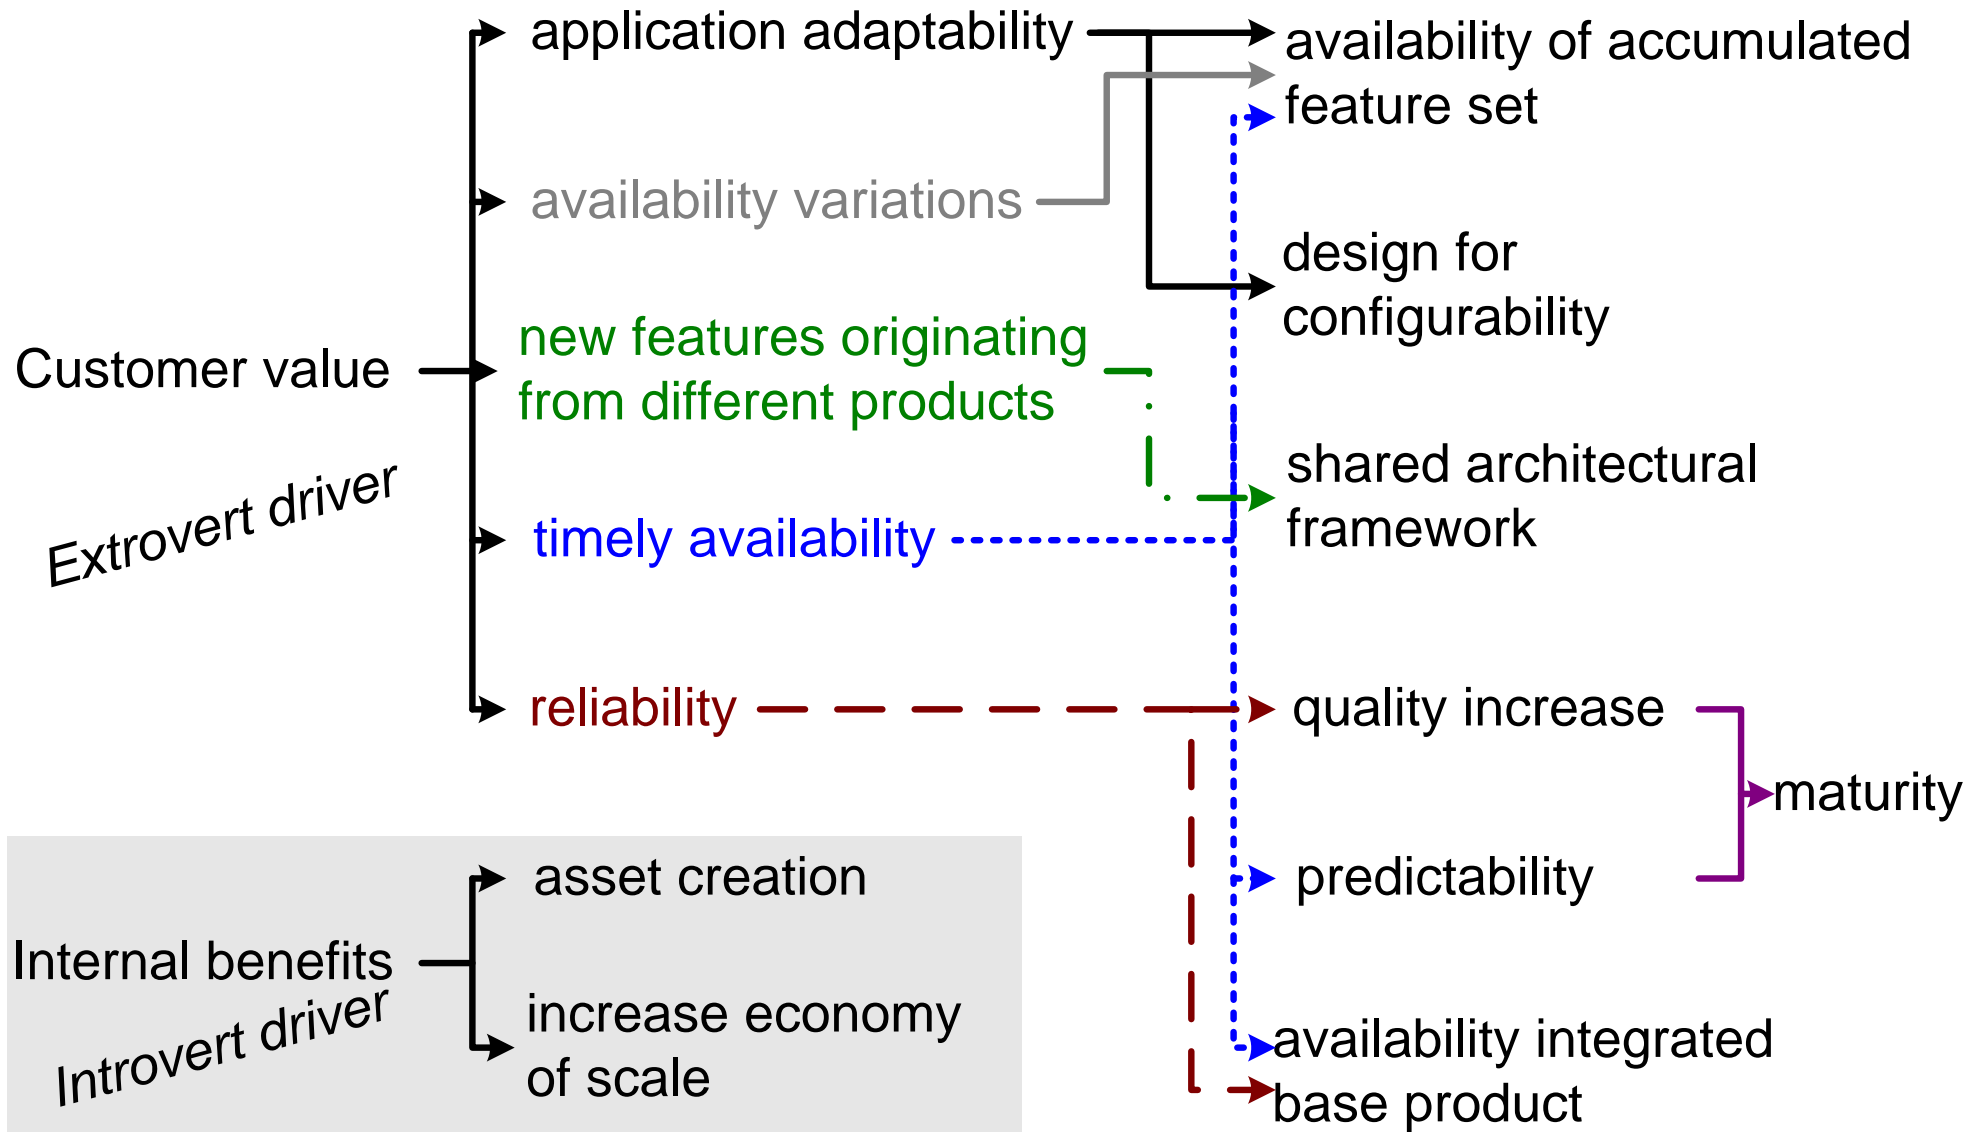 application adaptability
availability variations
new features originating
from different products
Customer value
Extrovert driver
timely availability
reliability
asset creation
Internal benefits
Introvert driver
increase economy
of scale
availability of accumulated
feature set
design for
configurability
shared architectural
framework
quality increase
maturity
predictability
availability integrated
base product